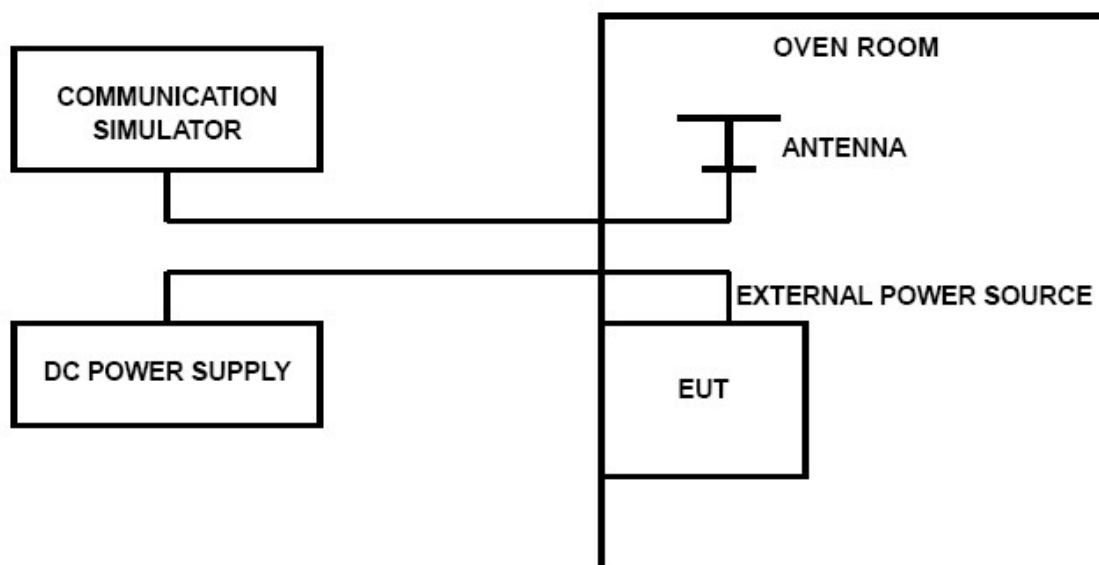 OVEN ROOM
COMMUNICATION
SIMULATOR
ANTENNA
EXTERNAL POWER SOURCE
DC POWER SUPPLY
EUT